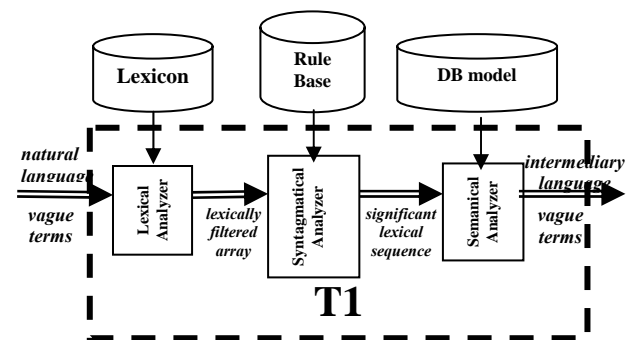 Lexicon
Rule
Base
DB model
natural
language
vague
terms
Lexical
Analyzer
lexically
filtered
array
Syntagmatical
Analyzer
significant
lexical
sequence
Semanical
Analyzer
intermediary
language
vague
terms
T1